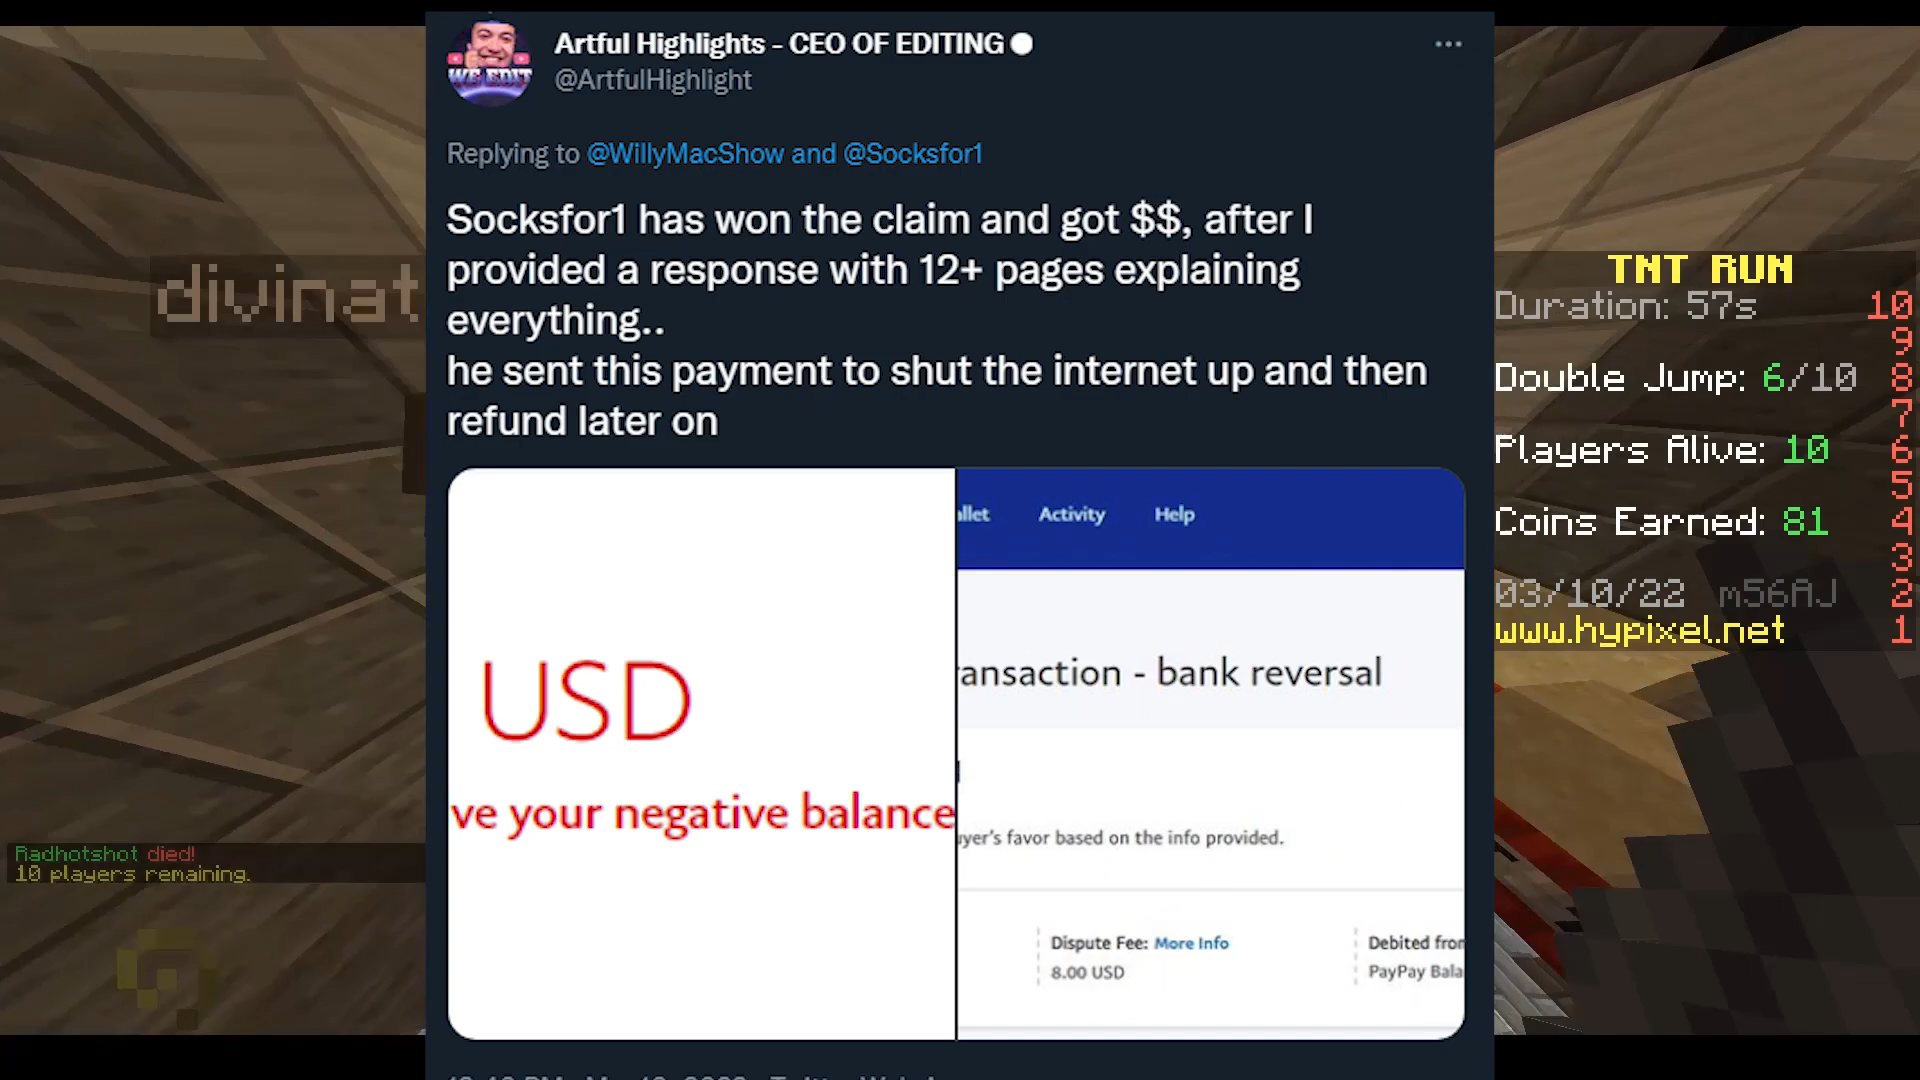 Artful Highlights - CEO OF EDITING
@ArtfulHighlight
WE EDIT
Replying to @WillyMacShow and @Socksfor1
Socksfor1 has won the claim and got $$, after I
provided a response with 12+ pages explaining
everything..
he sent this payment to shut the internet up and then
refund later on
USD
ve your negative balance
allet Activity Help
ansaction - bank reversal
yer's favor based on the info provided.
Dispute Fee: More Info
8.00 USD
Debited from
PayPay Bala
divinat
TNT RUN
Duration: 57s 10
9
Double Jump: 6/10 8
7
Players Alive: 10 6
5
Coins Earned: 81 4
3
03/10/22 m56AJ 2
www.hypixel.net 1
Radhotshot died!
10 players remaining.